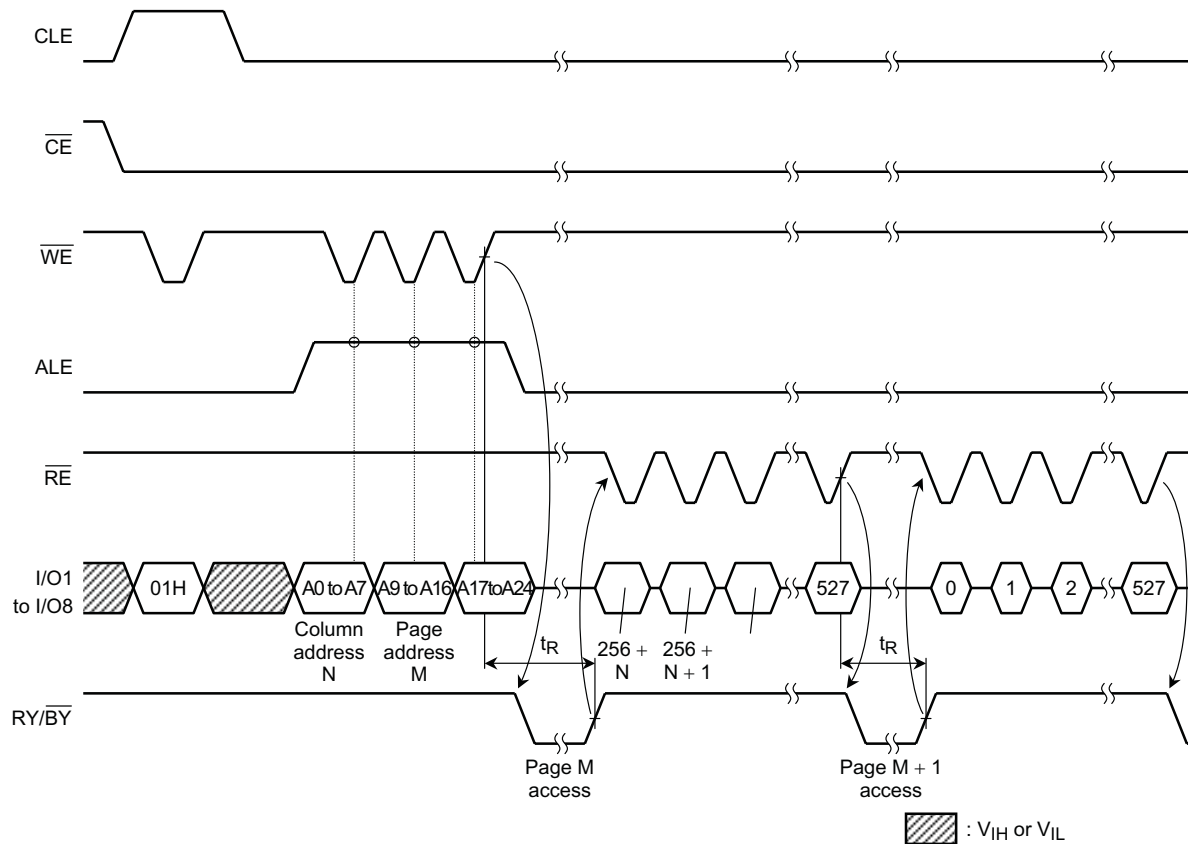 CLE
CE
WE
ALE
RE
I/O1
to I/O8
01H
A0 to A7
A9 to A16
A17 to A24
527
0
1
2
527
Column
address
N
Page
address
M
tR
256 +
N
256 +
N + 1
tR
RY/BY
Page M
access
Page M + 1
access
: VIH or VIL